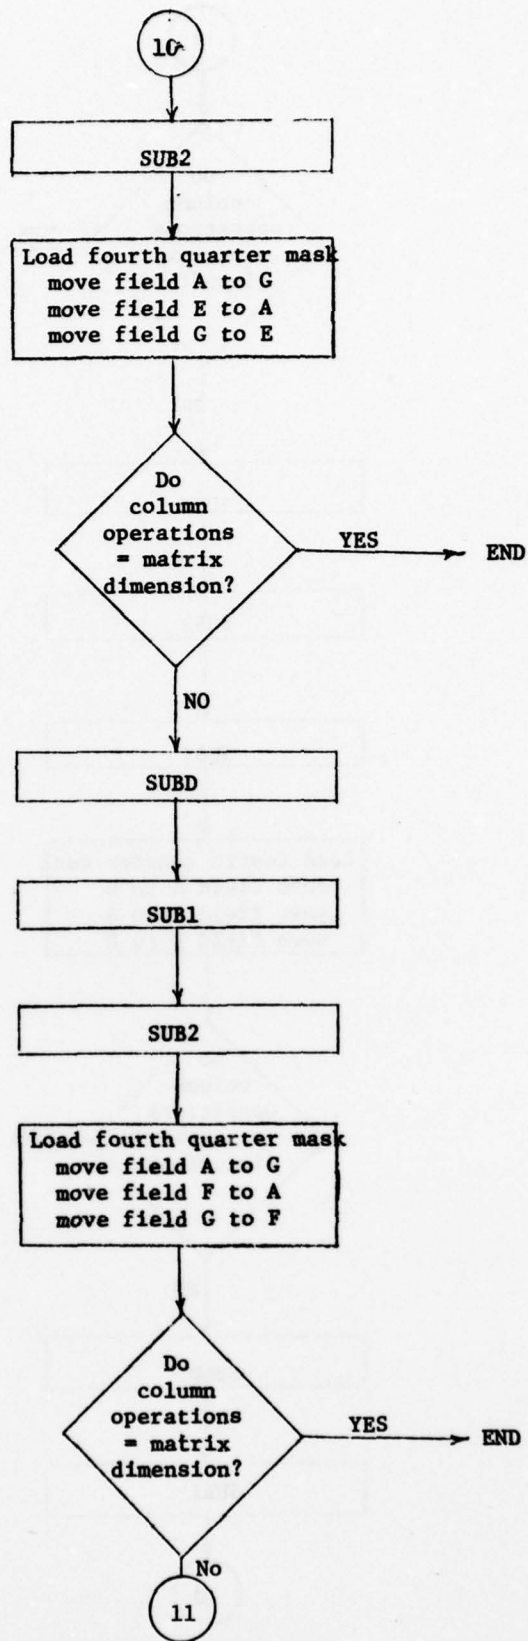 10
SUB2
Load fourth quarter mask
move field A to G
move field E to A
move field G to E
Do
column
operations
= matrix
dimension?
YES
END
NO
SUBD
SUB1
SUB2
Load fourth quarter mask
move field A to G
move field F to A
move field G to F
Do
column
operations
= matrix
dimension?
YES
END
No
11